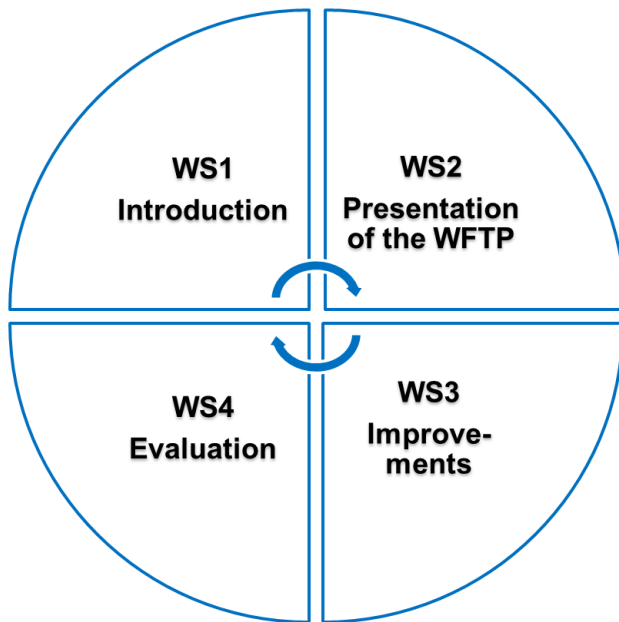 WS1
Introduction
WS2
Presentation
of the WFTP
WS3
Improve-
ments
WS4
Evaluation